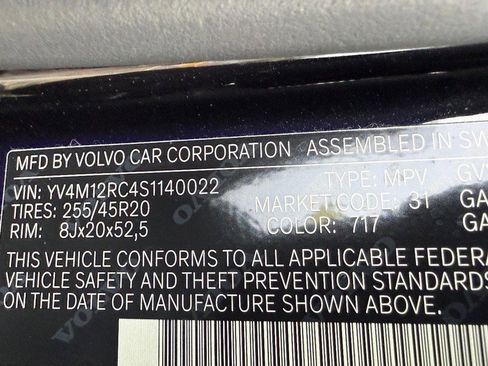 MFD BY VOLVO CAR CORPORATION ASSEMBLED IN SW
VIN: YV4M12RC4S1140022 TYPE: MPV GV
TIRES: 255/45R20 MARKET CODE: 31 GA
RIM: 8Jx20x52,5 COLOR: 717 GA
THIS VEHICLE CONFORMS TO ALL APPLICABLE FEDERA
VEHICLE SAFETY AND THEFT PREVENTION STANDARDS
ON THE DATE OF MANUFACTURE SHOWN ABOVE.